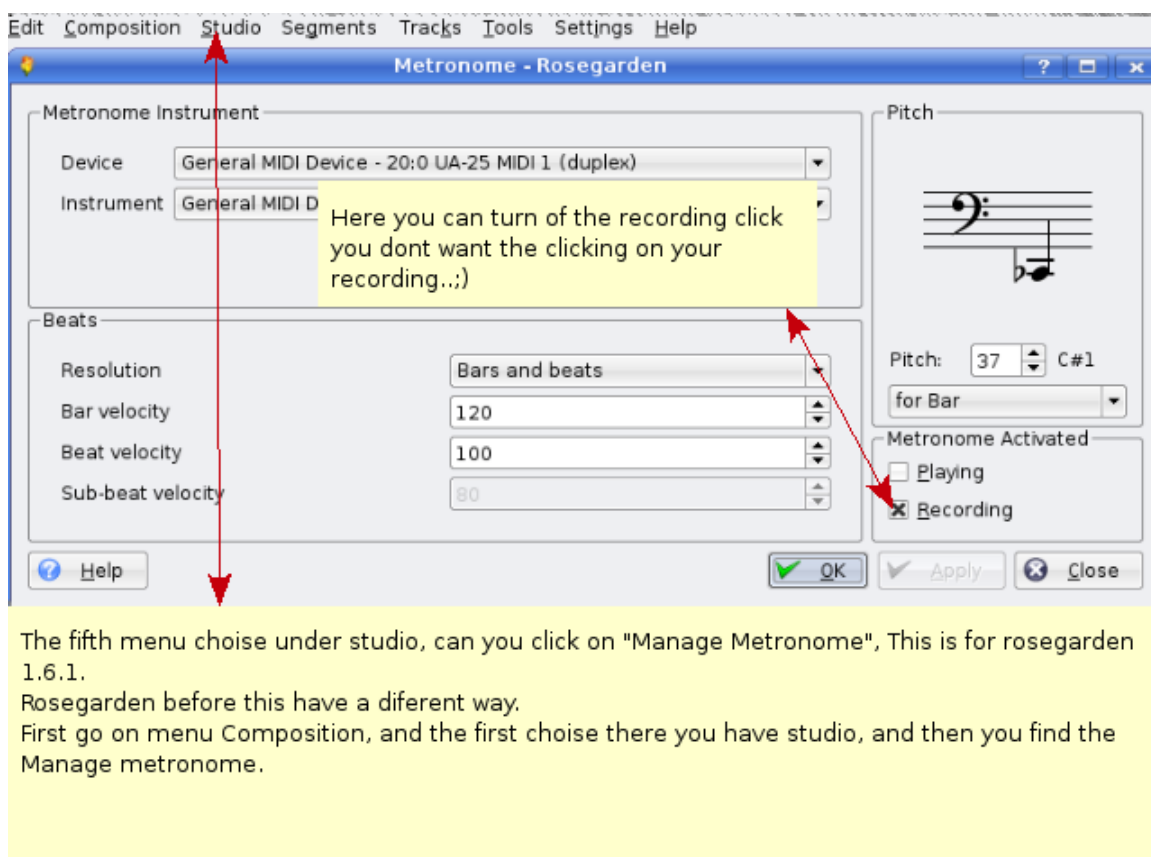 Edit Composition Studio Segments Tracks Tools Settings Help
Metronome - Rosegarden
Metronome Instrument
Device General MIDI Device - 20:0 UA-25 MIDI 1 (duplex)
Instrument General MIDI D
Here you can turn of the recording click
you dont want the clicking on your
recording..;)
Beats
Resolution Bars and beats
Bar velocity 120
Beat velocity 100
Sub-beat velocity 80
Pitch
Pitch: 37 C#1
for Bar
Metronome Activated
Playing
Recording
Help OK Apply Close
The fifth menu choise under studio, can you click on "Manage Metronome", This is for rosegarden
1.6.1.
Rosegarden before this have a diferent way.
First go on menu Composition, and the first choise there you have studio, and then you find the
Manage metronome.